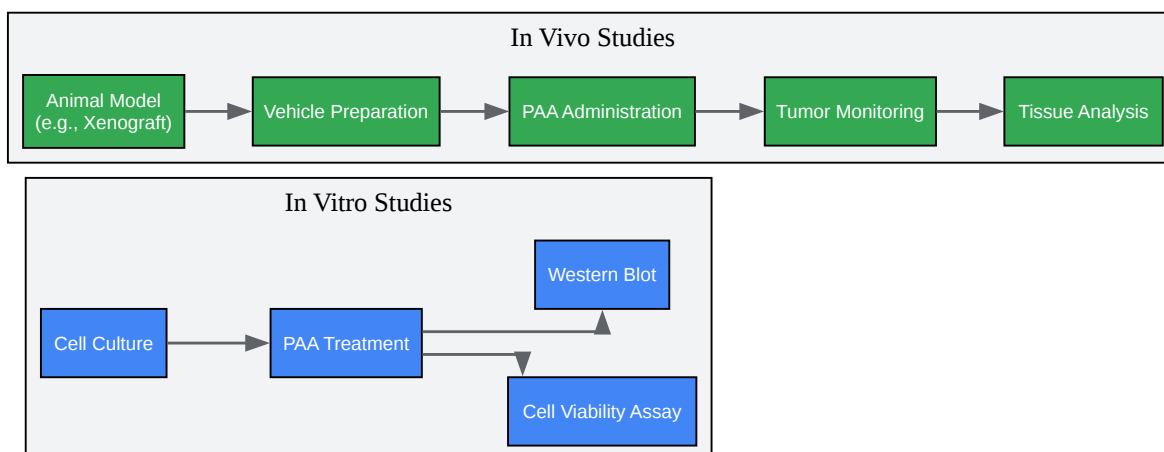 In Vivo Studies
Animal Model
(e.g., Xenograft)
Vehicle Preparation
PAA Administration
Tumor Monitoring
Tissue Analysis
In Vitro Studies
Western Blot
Cell Culture
PAA Treatment
Cell Viability Assay